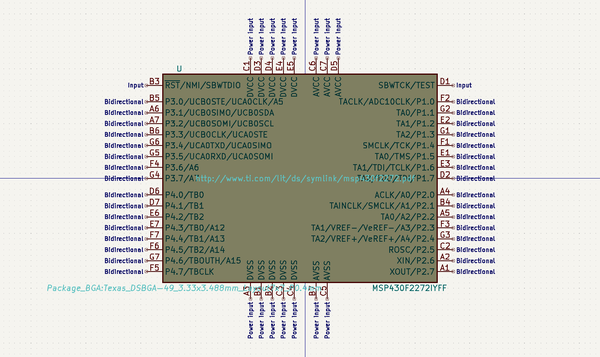 Power Input Power Input Power Input Power Input Power Input Power Input Power Input Power Input
C1 D3 D4 E4 E5 C6 C7 D5
U
DVCC DVCC DVCC DVCC DVCC AVCC AVCC AVCC
Input B3 RST/NMI/SBWTDIO SBWTCK/TEST D1 Input
Bidirectional B5 P3.0/UCB0STE/UCA0CLK/A5 TACLK/ADC10CLK/P1.0 F2 Bidirectional
Bidirectional A6 P3.1/UCB0SIMO/UCB0SDA TA0/P1.1 G2 Bidirectional
Bidirectional A7 P3.2/UCB0SOMI/UCB0SCL TA1/P1.2 E2 Bidirectional
Bidirectional B6 P3.3/UCB0CLK/UCA0STE TA2/P1.3 G1 Bidirectional
Bidirectional G6 P3.4/UCA0TXD/UCA0SIMO SMCLK/TCK/P1.4 F1 Bidirectional
Bidirectional G5 P3.5/UCA0RXD/UCA0SOMI TA0/TMS/P1.5 E1 Bidirectional
Bidirectional F4 P3.6/A6 TA1/TDI/TCLK/P1.6 E3 Bidirectional
Bidirectional G4 P3.7/A7 http://www.ti.com/lit/ds/symlink/ P1.7 D2 Bidirectional
Bidirectional D6 P4.0/TB0 ACLK/A0/P2.0 A4 Bidirectional
Bidirectional D7 P4.1/TB1 TAINCLK/SMCLK/A1/P2.1 B4 Bidirectional
Bidirectional E6 P4.2/TB2 TA0/A2/P2.2 A5 Bidirectional
Bidirectional E7 P4.3/TB0/A12 TA1/VREF-/VeREF-/A3/P2.3 F3 Bidirectional
Bidirectional F7 P4.4/TB1/A13 TA2/VREF+/VeREF+/A4/P2.4 G3 Bidirectional
Bidirectional F6 P4.5/TB2/A14 ROSC/P2.5 C2 Bidirectional
Bidirectional G7 P4.6/TBOUTH/A15 XIN/P2.6 A2 Bidirectional
Bidirectional F5 P4.7/TBCLK XOUT/P2.7 A1 Bidirectional
DVSS DVSS DVSS DVSS DVSS AVSS AVSS
Package_BGA:Texas_DSBGA-49_3.33x3.488mm MSP430F2272IYFF
A3 B1 B2 C3 C4 B7 C5
Power Input Power Input Power Input Power Input Power Input Power Input Power Input